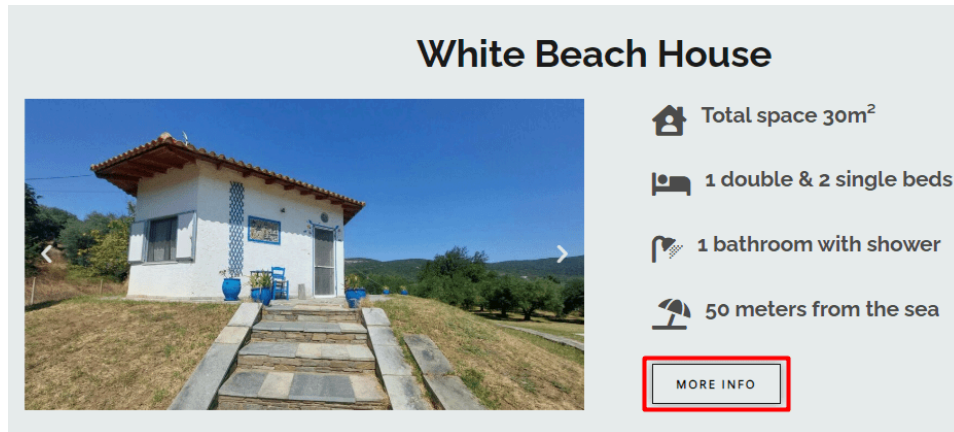 White Beach House
Total space 30m²
1 double & 2 single beds
1 bathroom with shower
50 meters from the sea
MORE INFO